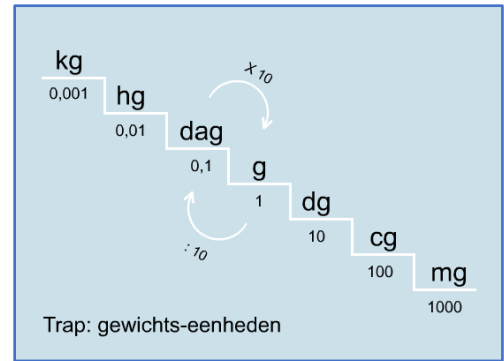 kg
0,001
hg
0,01
X 10
dag
0,1
g
1
: 10
dg
10
cg
100
mg
1000
Trap: gewichts-eenheden